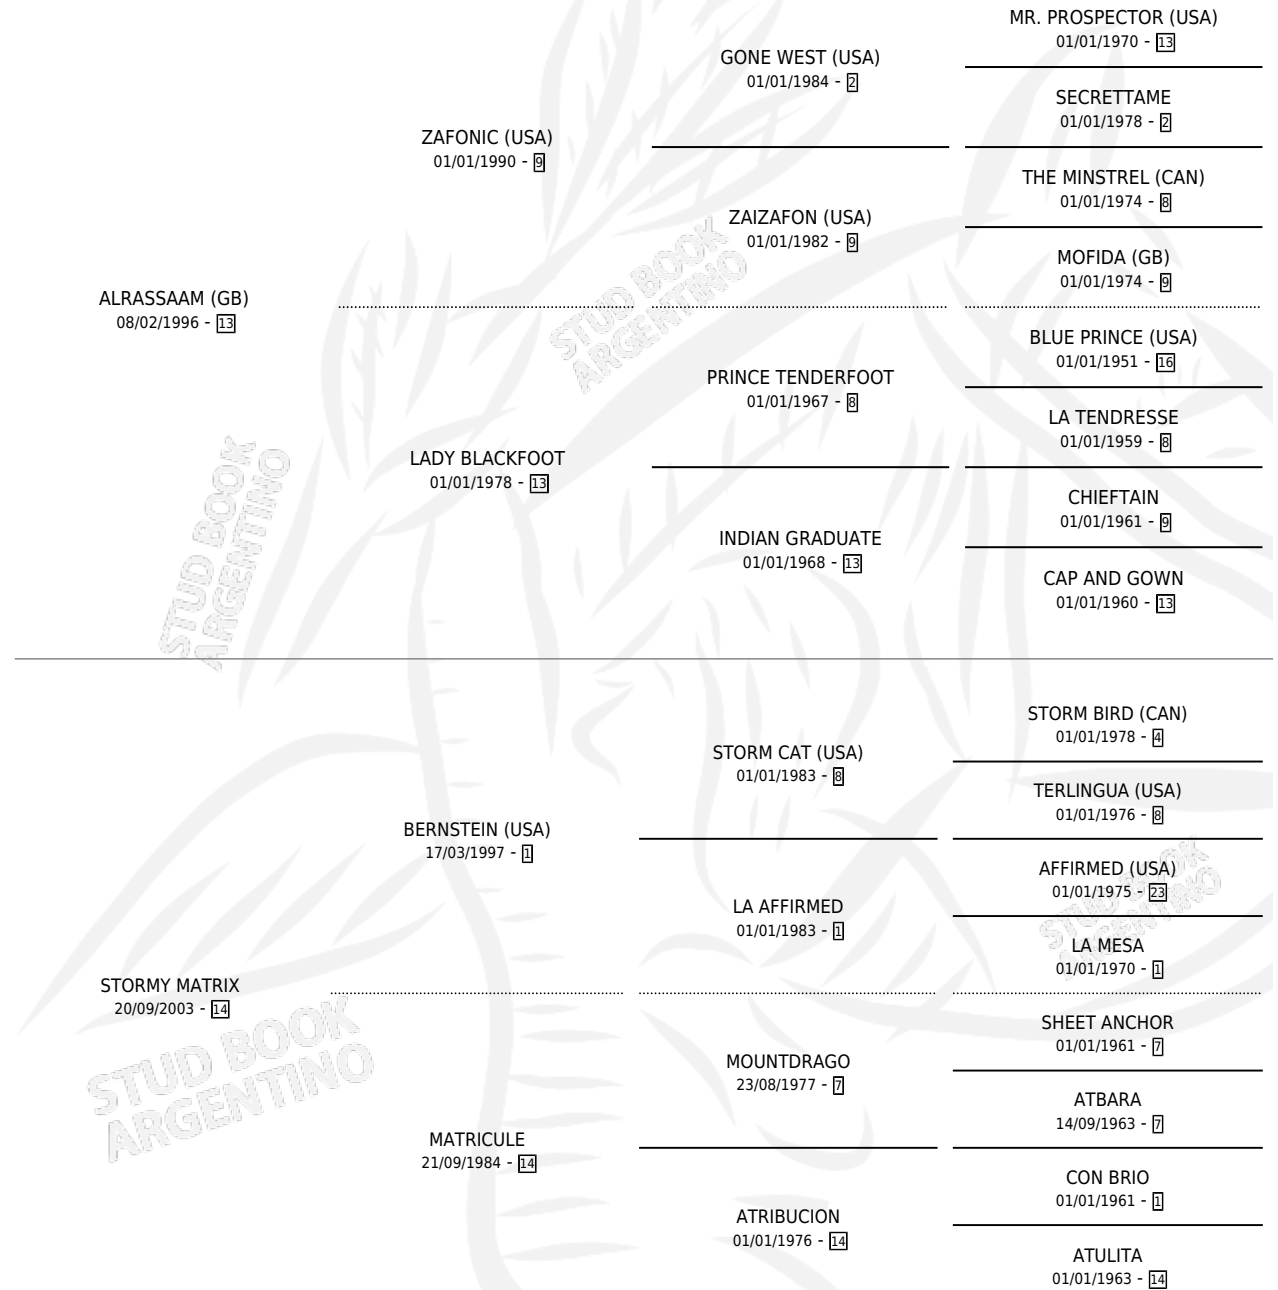 MR. PROSPECTOR (USA)
01/01/1970 - 13
GONE WEST (USA)
01/01/1984 - 2
SECRETTAME
01/01/1978 - 2
ZAFONIC (USA)
01/01/1990 - 9
THE MINSTREL (CAN)
01/01/1974 - 8
ZAIZAFON (USA)
01/01/1982 - 9
MOFIDA (GB)
01/01/1974 - 9
ALRASSAAM (GB)
08/02/1996 - 13
BLUE PRINCE (USA)
01/01/1951 - 16
PRINCE TENDERFOOT
01/01/1967 - 8
LA TENDRESSE
01/01/1959 - 8
LADY BLACKFOOT
01/01/1978 - 13
CHIEFTAIN
01/01/1961 - 9
INDIAN GRADUATE
01/01/1968 - 13
CAP AND GOWN
01/01/1960 - 13
STUD BOOK
ARGENTINO
STUD BOOK
ARGENTINO
STORM BIRD (CAN)
01/01/1978 - 4
STORM CAT (USA)
01/01/1983 - 8
TERLINGUA (USA)
01/01/1976 - 8
BERNSTEIN (USA)
17/03/1997 - 1
AFFIRMED (USA)
01/01/1975 - 23
LA AFFIRMED
01/01/1983 - 1
LA MESA
01/01/1970 - 1
STUD BOOK
ARGENTINO
STORMY MATRIX
20/09/2003 - 14
SHEET ANCHOR
01/01/1961 - 7
MOUNTDRAGO
23/08/1977 - 7
ATBARA
14/09/1963 - 7
MATRICULE
21/09/1984 - 14
CON BRIO
01/01/1961 - 1
ATRIBUCION
01/01/1976 - 14
ATULITA
01/01/1963 - 14
STUD BOOK
ARGENTINO